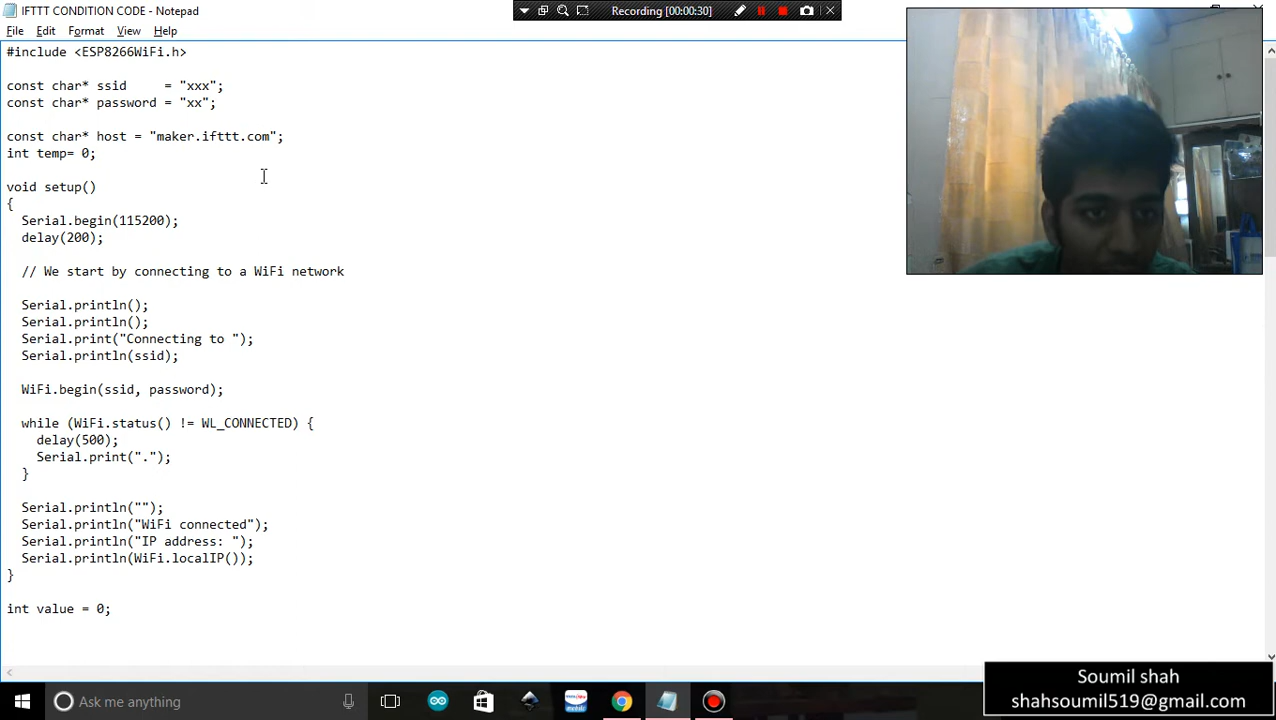 IFTTT CONDITION CODE - Notepad
Recording [00:00:30]
File Edit Format View Help
#include <ESP8266WiFi.h>
const char* ssid     = "xxx";
const char* password = "xx";
const char* host = "maker.ifttt.com";
int temp= 0;
void setup()
{
  Serial.begin(115200);
  delay(200);
  // We start by connecting to a WiFi network
  Serial.println();
  Serial.println();
  Serial.print("Connecting to ");
  Serial.println(ssid);
  WiFi.begin(ssid, password);
  while (WiFi.status() != WL_CONNECTED) {
    delay(500);
    Serial.print(".");
  }
  Serial.println("");
  Serial.println("WiFi connected");
  Serial.println("IP address: ");
  Serial.println(WiFi.localIP());
}
int value = 0;
Soumil shah
shahsoumil519@gmail.com
Ask me anything